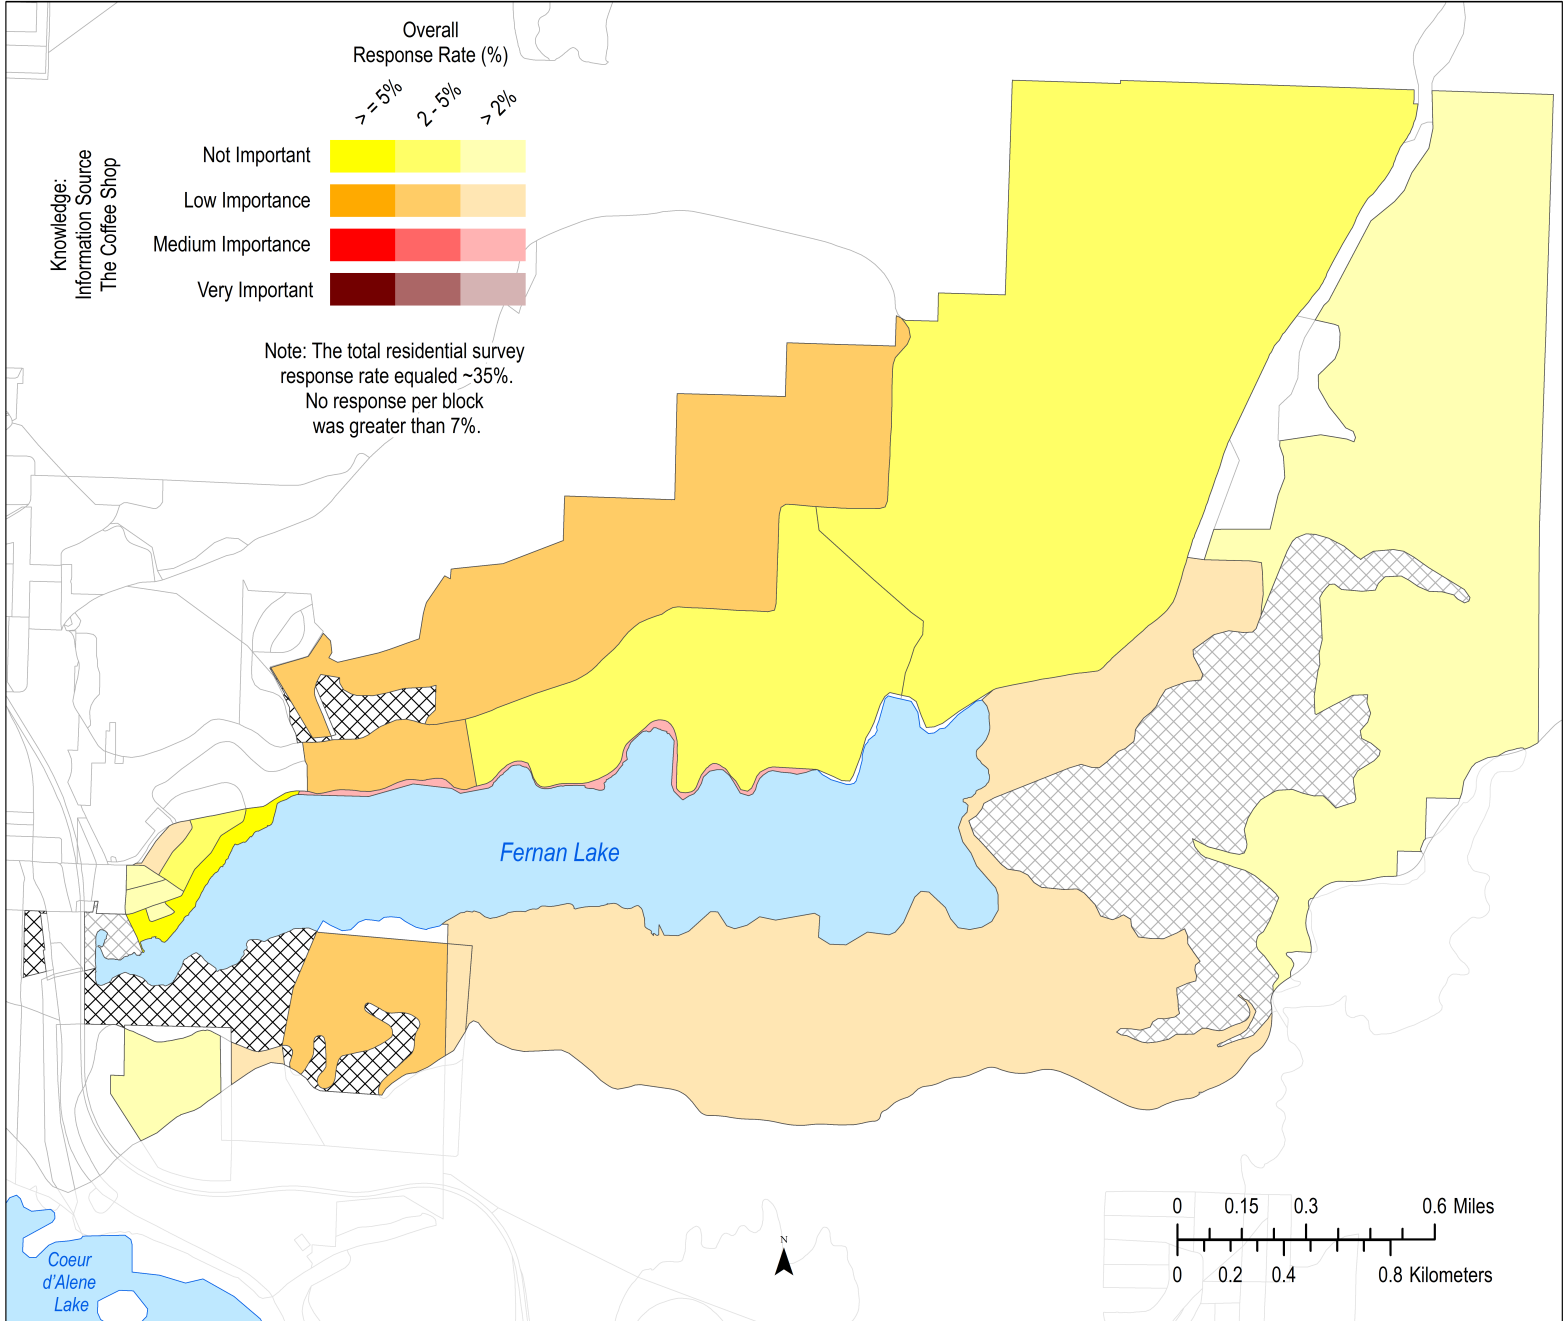 Overall
Response Rate (%)
> = 5%
2 - 5%
> 2%
Knowledge:
Information Source
The Coffee Shop
Not Important
Low Importance
Medium Importance
Very Important
Note: The total residential survey
response rate equaled ~35%.
No response per block
was greater than 7%.
Fernan Lake
Coeur
d'Alene
Lake
N
0 0.15 0.3 0.6 Miles
0 0.2 0.4 0.8 Kilometers